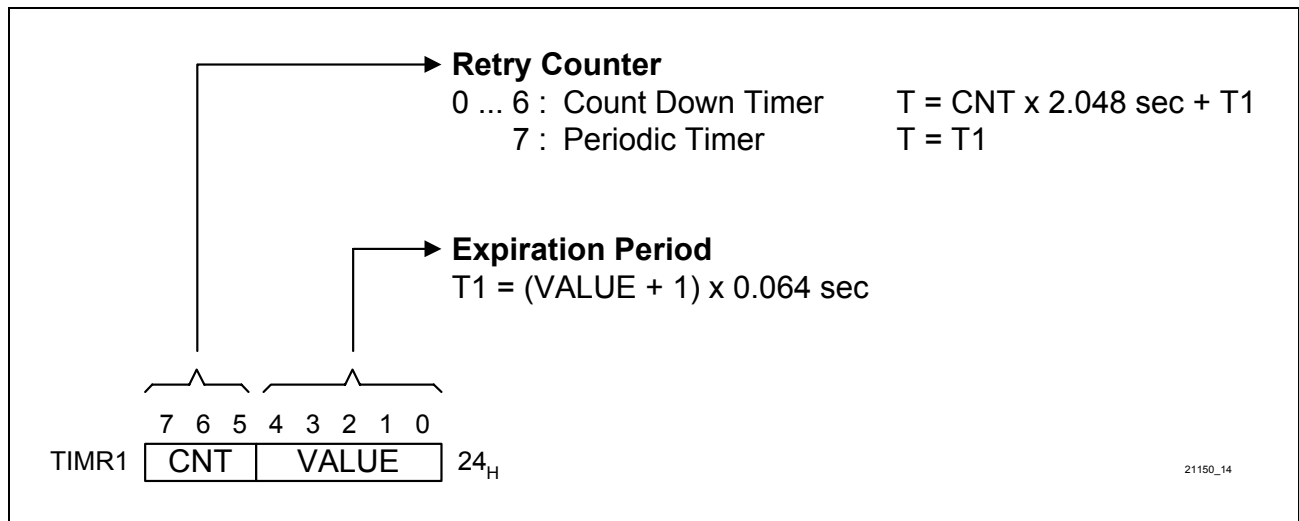 Retry Counter
0 ... 6 : Count Down Timer T = CNT x 2.048 sec + T1
7 : Periodic Timer T = T1
Expiration Period
T1 = (VALUE + 1) x 0.064 sec
7 6 5 4 3 2 1 0
TIMR1 CNT VALUE 24H
21150_14